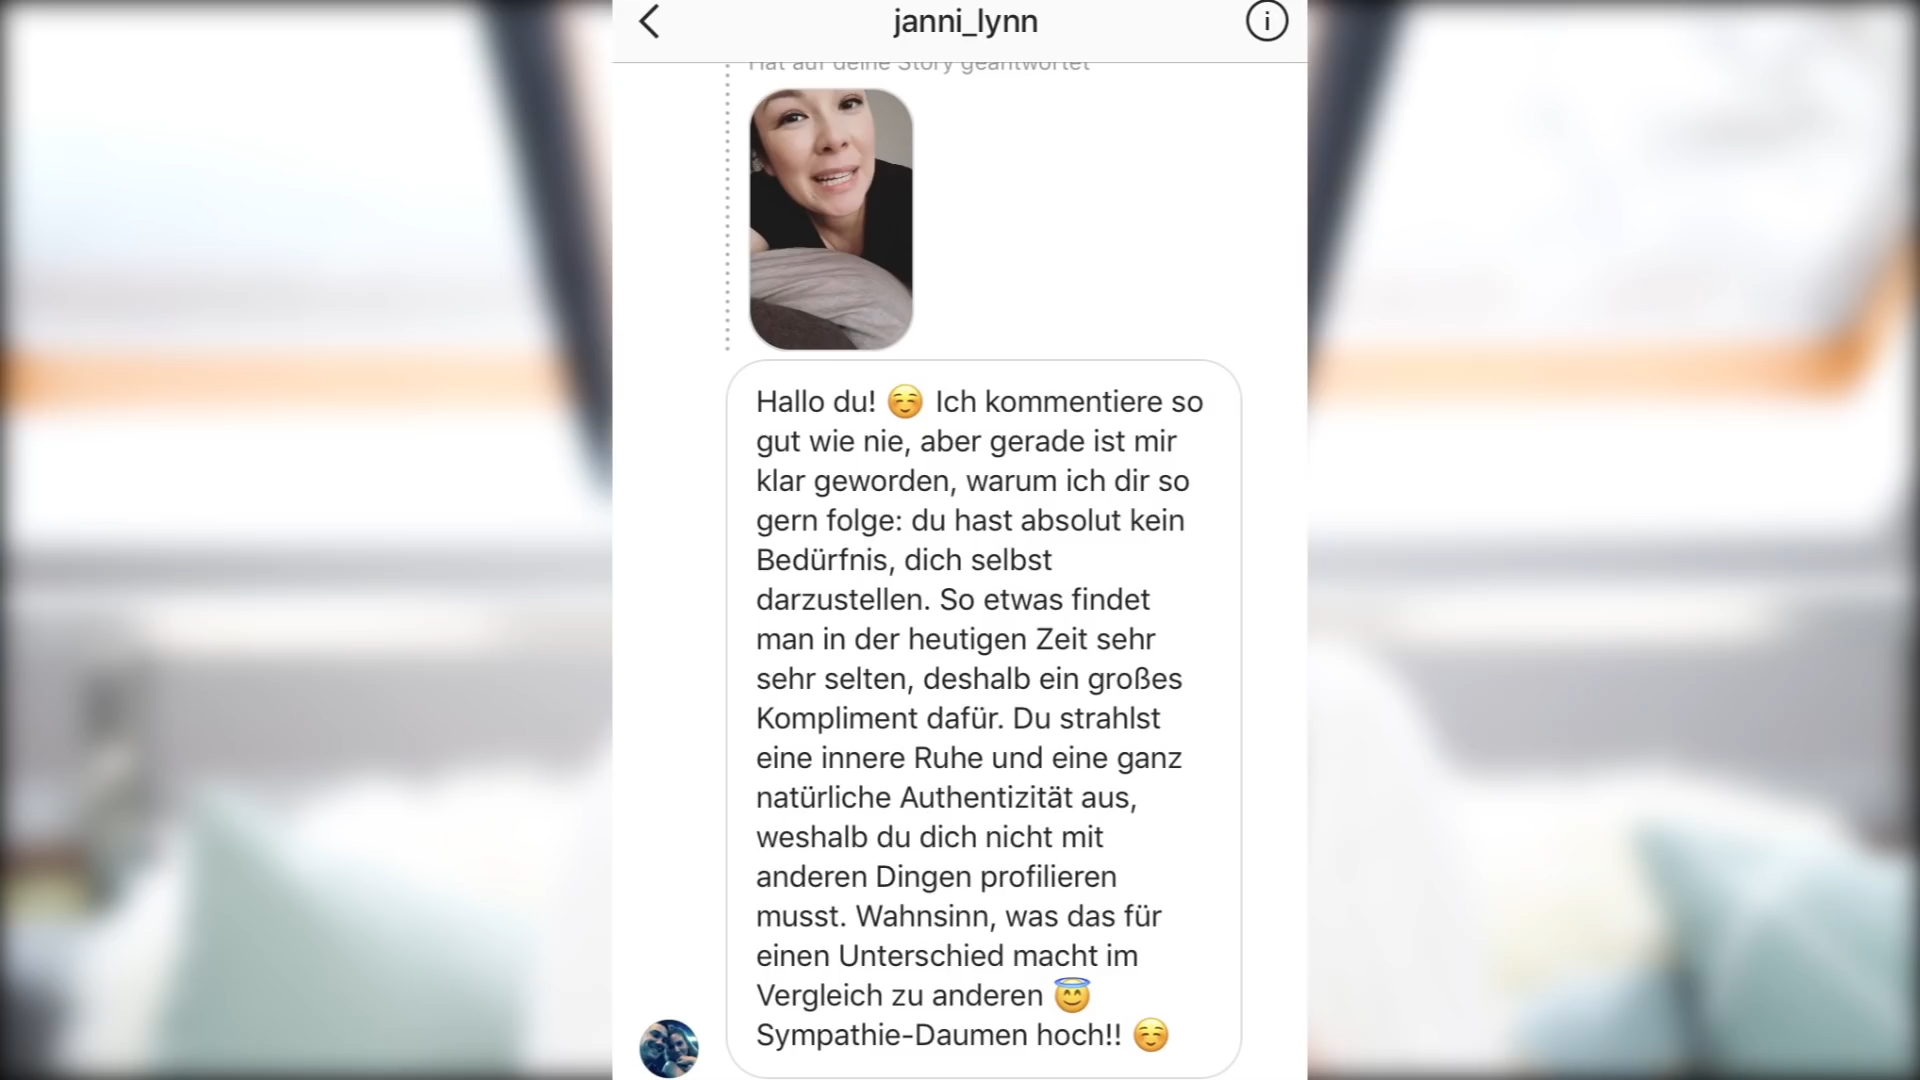 janni_lynn
Hat auf deine Story geantwortet
Hallo du! ☺️ Ich kommentiere so
gut wie nie, aber gerade ist mir
klar geworden, warum ich dir so
gern folge: du hast absolut kein
Bedürfnis, dich selbst
darzustellen. So etwas findet
man in der heutigen Zeit sehr
sehr selten, deshalb ein großes
Kompliment dafür. Du strahlst
eine innere Ruhe und eine ganz
natürliche Authentizität aus,
weshalb du dich nicht mit
anderen Dingen profilieren
musst. Wahnsinn, was das für
einen Unterschied macht im
Vergleich zu anderen 😇
Sympathie-Daumen hoch!! ☺️